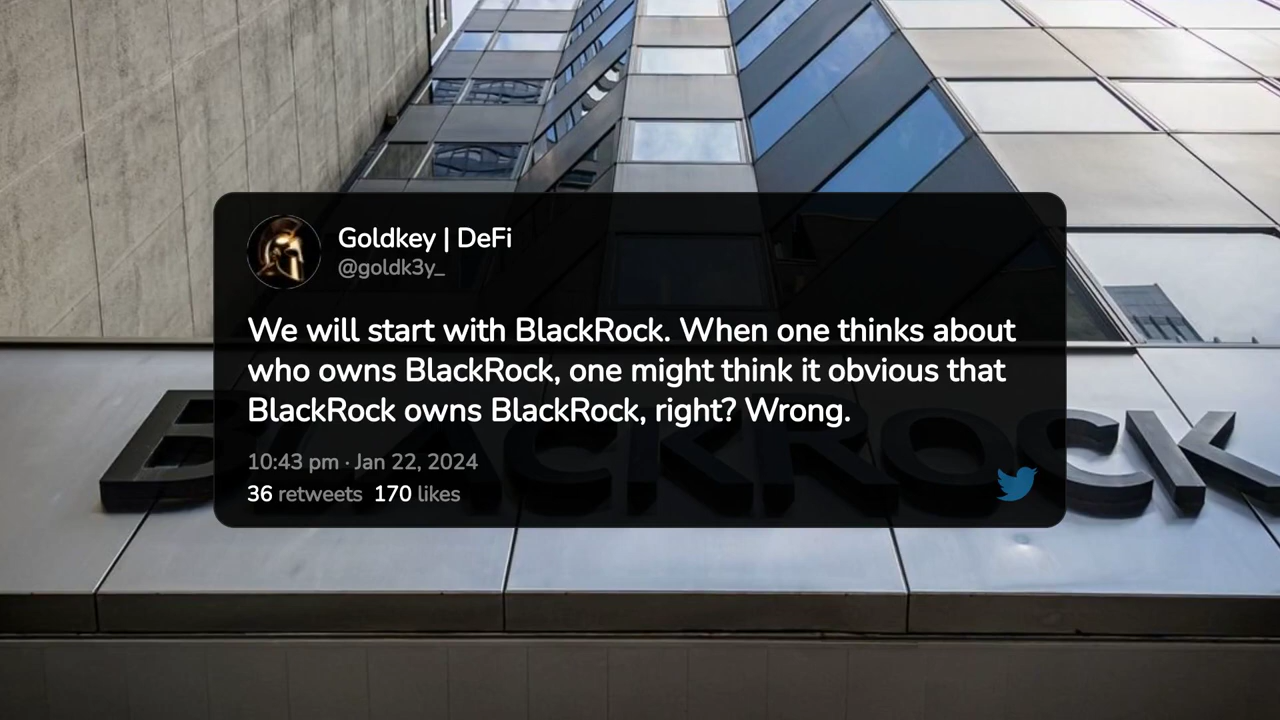 Goldkey | DeFi
@goldk3y_
We will start with BlackRock. When one thinks about
who owns BlackRock, one might think it obvious that
BlackRock owns BlackRock, right? Wrong.
10:43 pm · Jan 22, 2024
36 retweets 170 likes
BLACKROCK